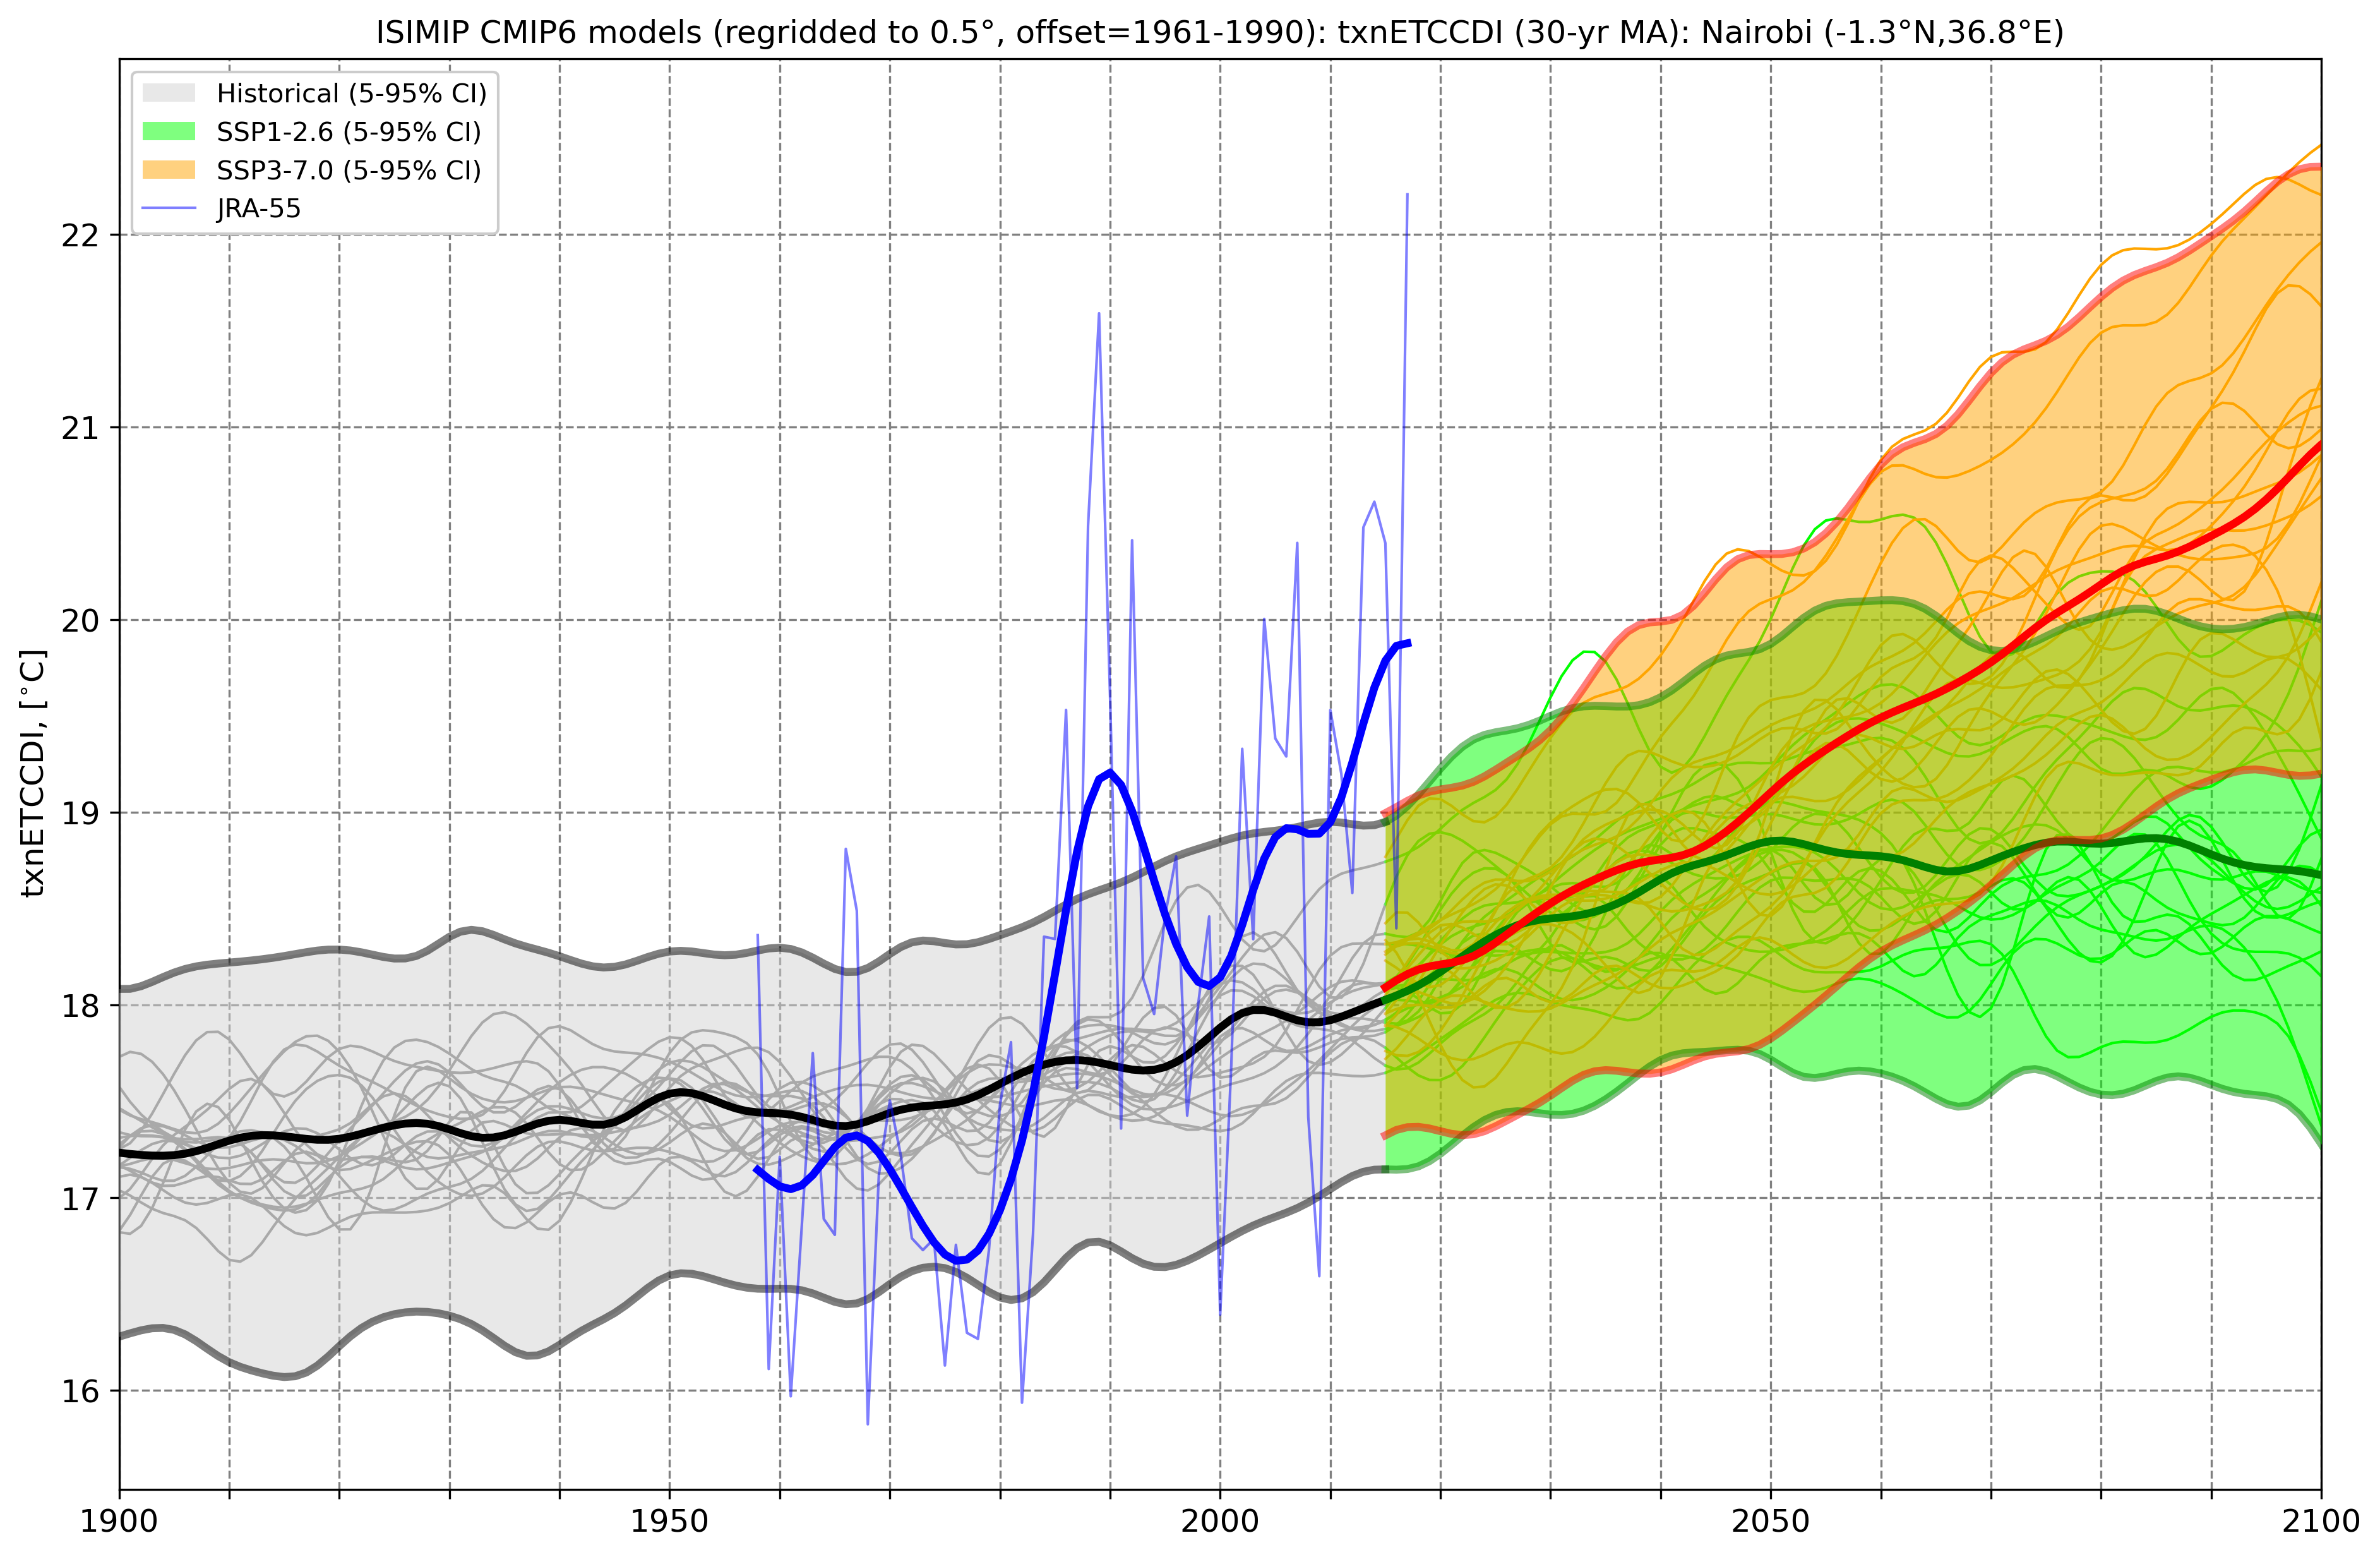 ISIMIP CMIP6 models (regridded to 0.5°, offset=1961-1990): txnETCCDI (30-yr MA): Nairobi (-1.3°N,36.8°E)
Historical (5-95% CI)
SSP1-2.6 (5-95% CI)
SSP3-7.0 (5-95% CI)
JRA-55
txnETCCDI, [°C]
22
21
20
19
18
17
16
1900
1950
2000
2050
2100